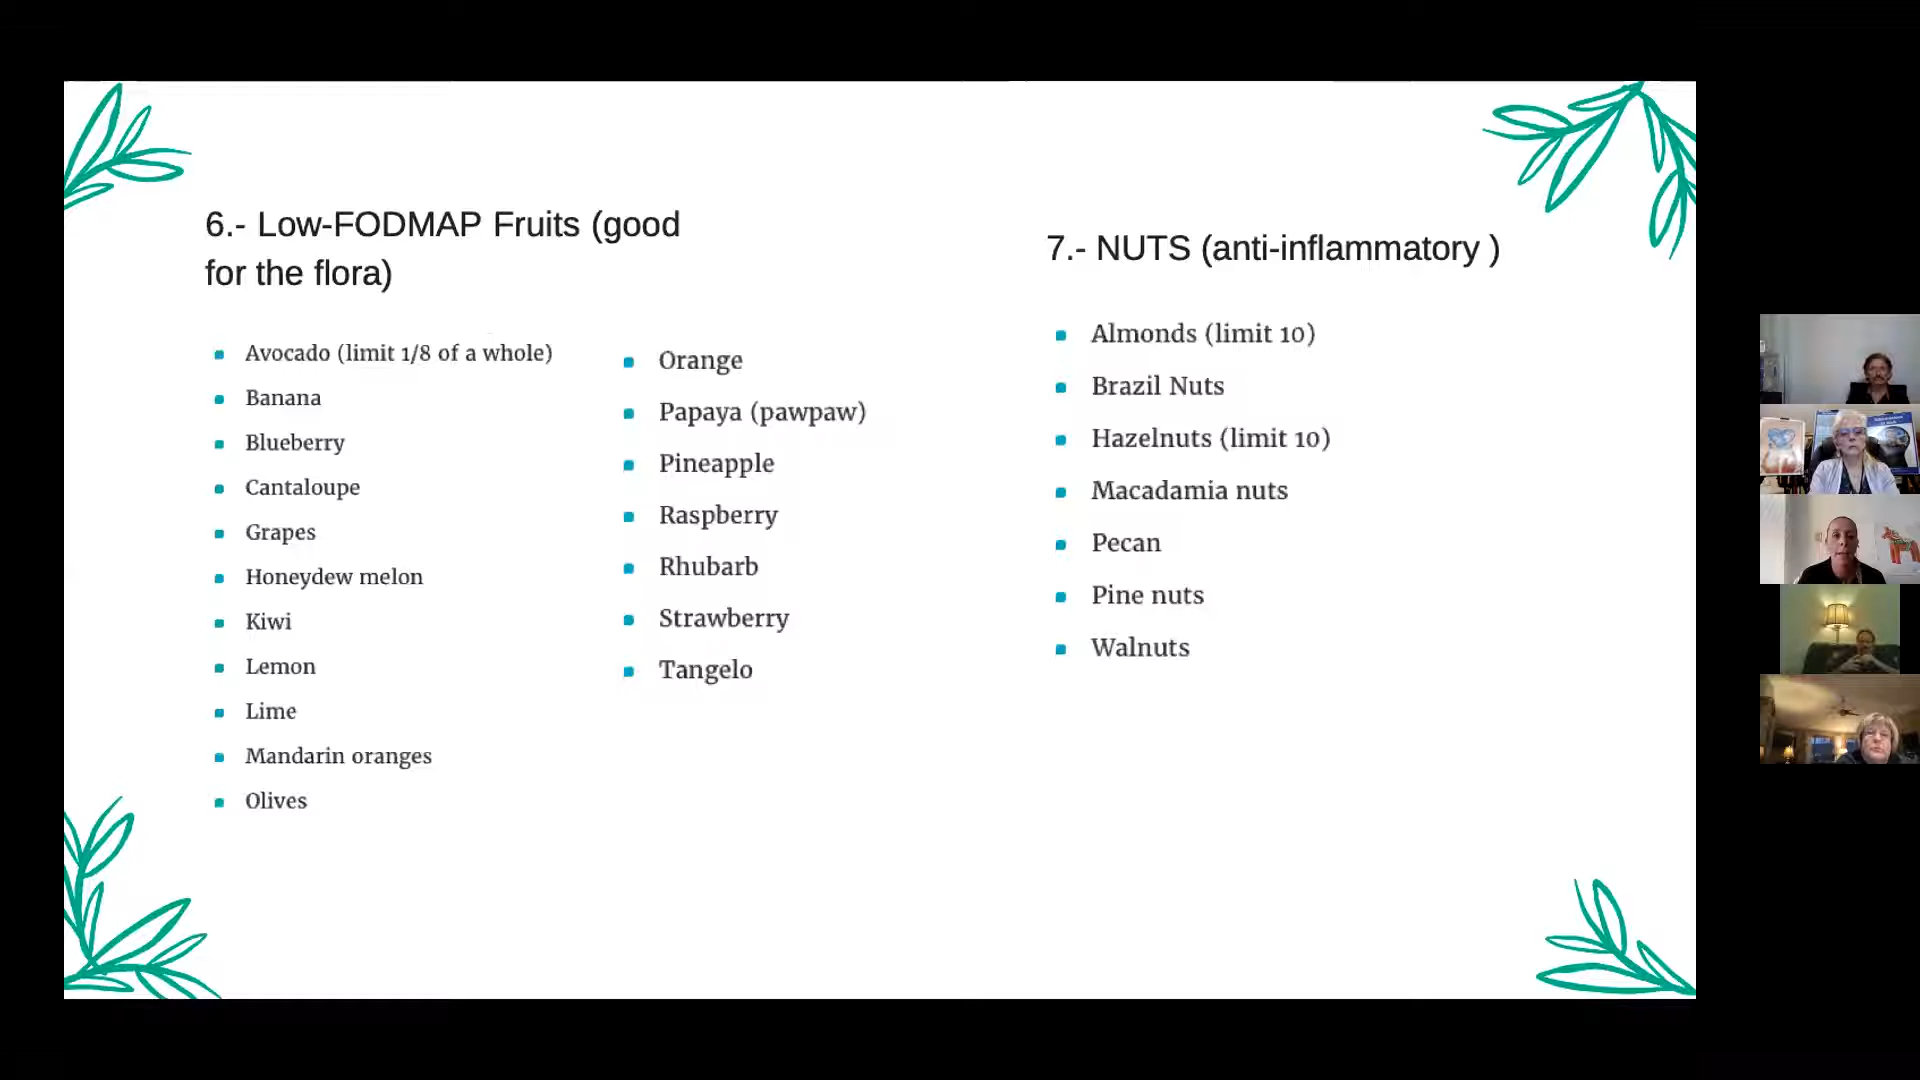 6.- Low-FODMAP Fruits (good
for the flora)
Avocado (limit 1/8 of a whole)
Banana
Blueberry
Cantaloupe
Grapes
Honeydew melon
Kiwi
Lemon
Lime
Mandarin oranges
Olives
Orange
Papaya (pawpaw)
Pineapple
Raspberry
Rhubarb
Strawberry
Tangelo
7.- NUTS (anti-inflammatory )
Almonds (limit 10)
Brazil Nuts
Hazelnuts (limit 10)
Macadamia nuts
Pecan
Pine nuts
Walnuts